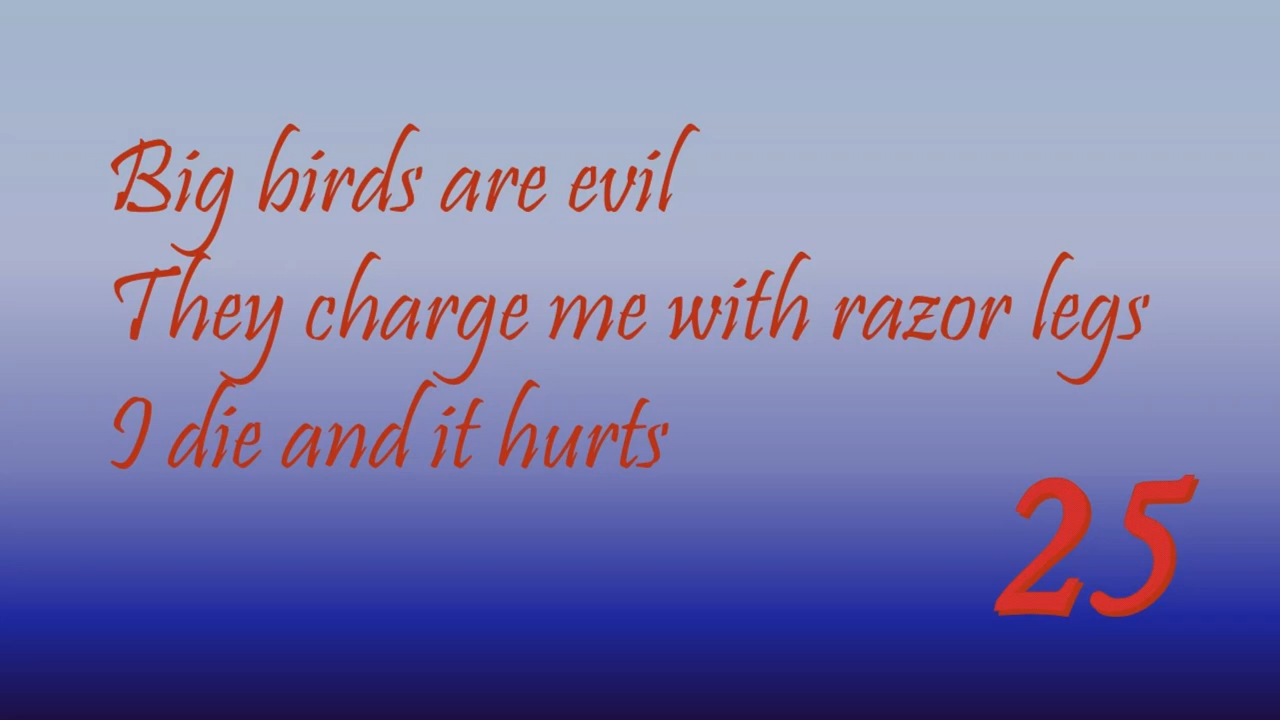 Big birds are evil
They charge me with razor legs
I die and it hurts
25